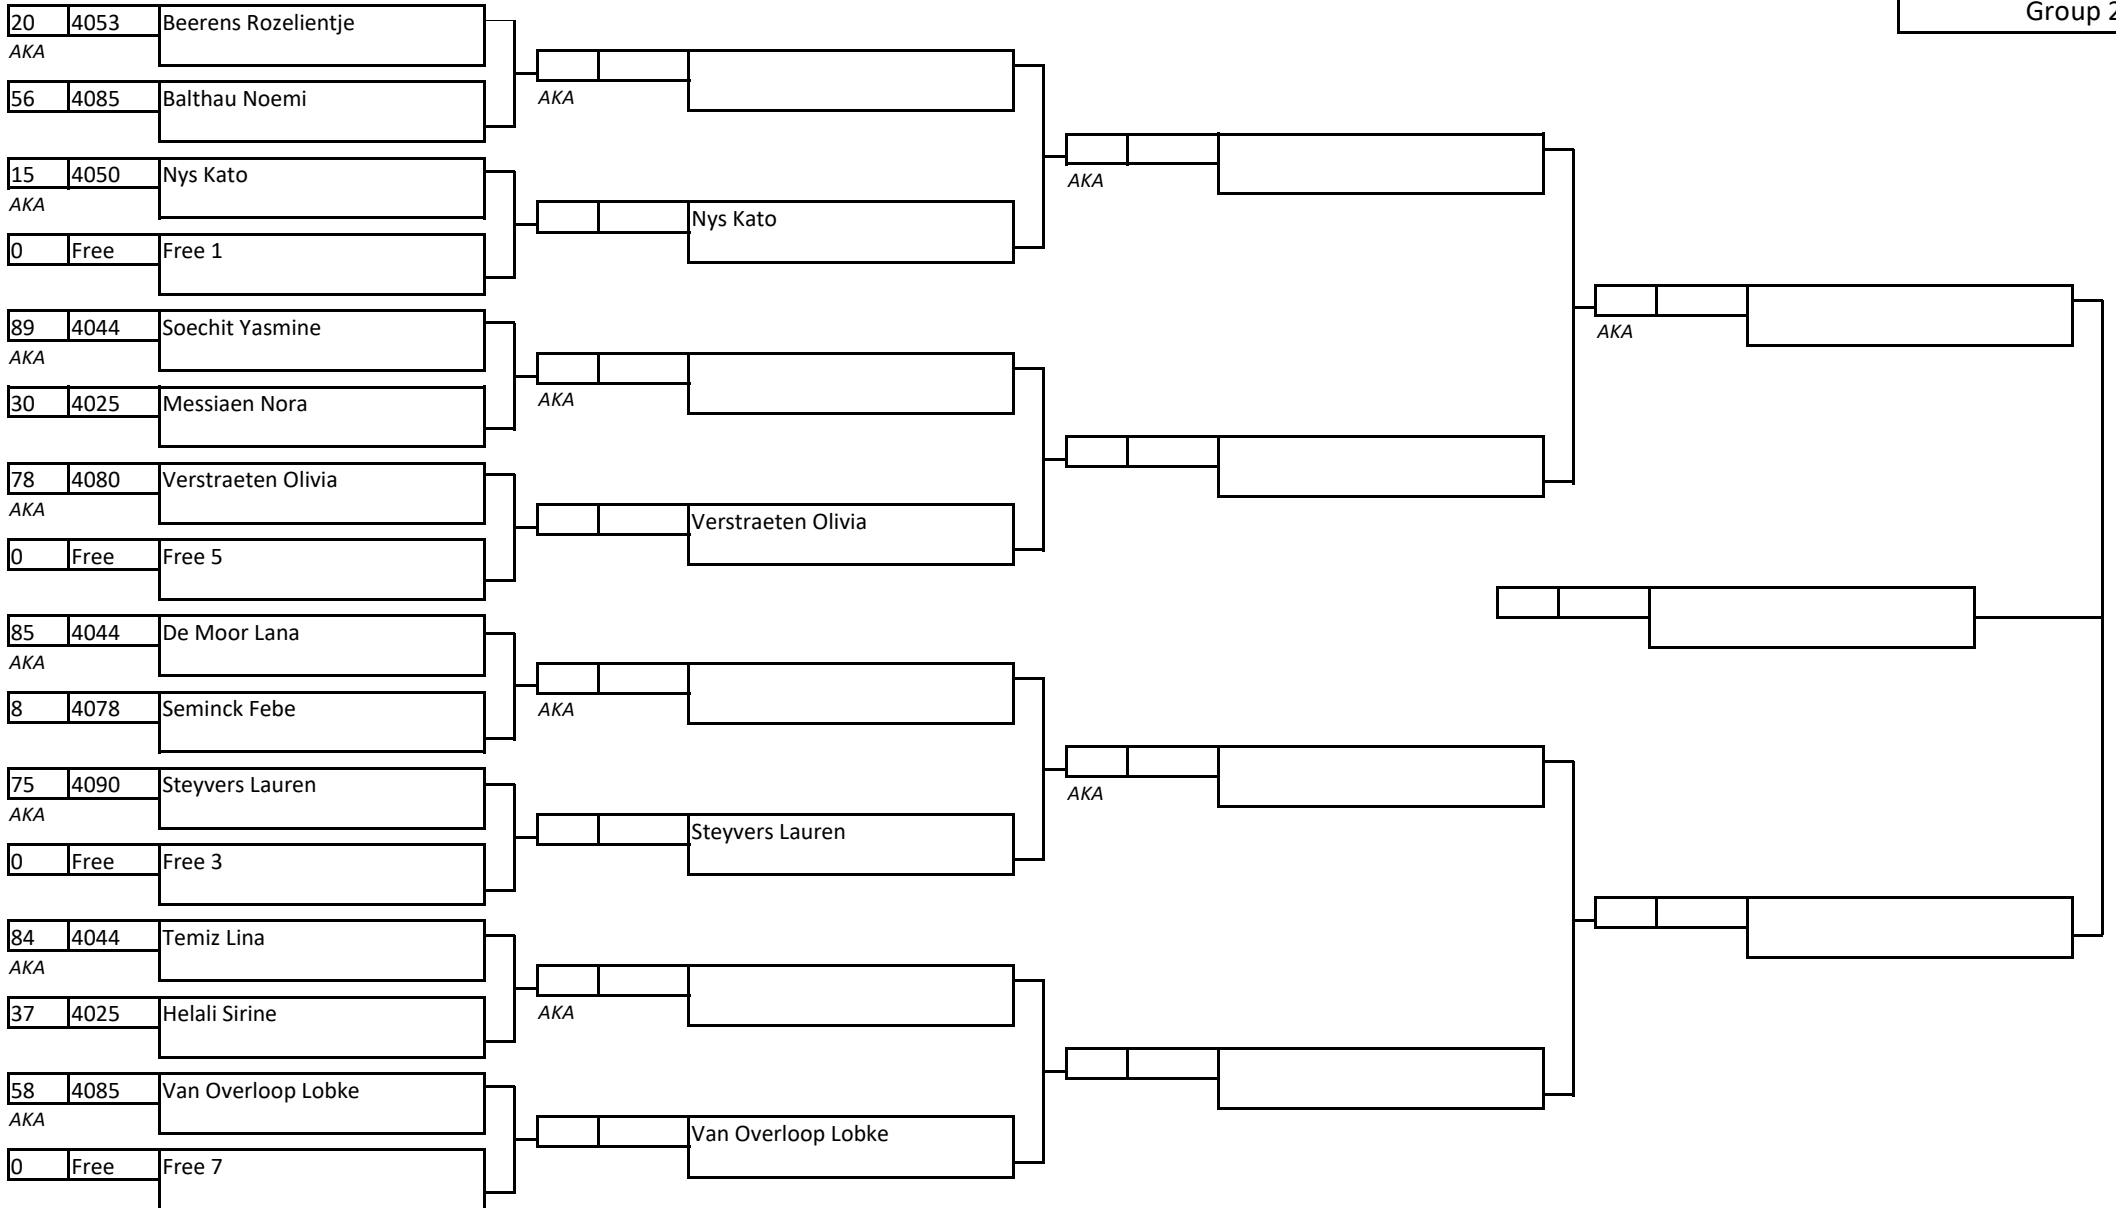 Group 2
20 4053 Beerens Rozelientje
AKA
56 4085 Balthau Noemi
AKA
15 4050 Nys Kato
AKA
Nys Kato
0 Free Free 1
AKA
89 4044 Soechit Yasmine
AKA
AKA
30 4025 Messiaen Nora
AKA
78 4080 Verstraeten Olivia
AKA
Verstraeten Olivia
0 Free Free 5
85 4044 De Moor Lana
AKA
8 4078 Seminck Febe
AKA
75 4090 Steyvers Lauren
AKA
AKA
Steyvers Lauren
0 Free Free 3
84 4044 Temiz Lina
AKA
37 4025 Helali Sirine
AKA
58 4085 Van Overloop Lobke
AKA
Van Overloop Lobke
0 Free Free 7